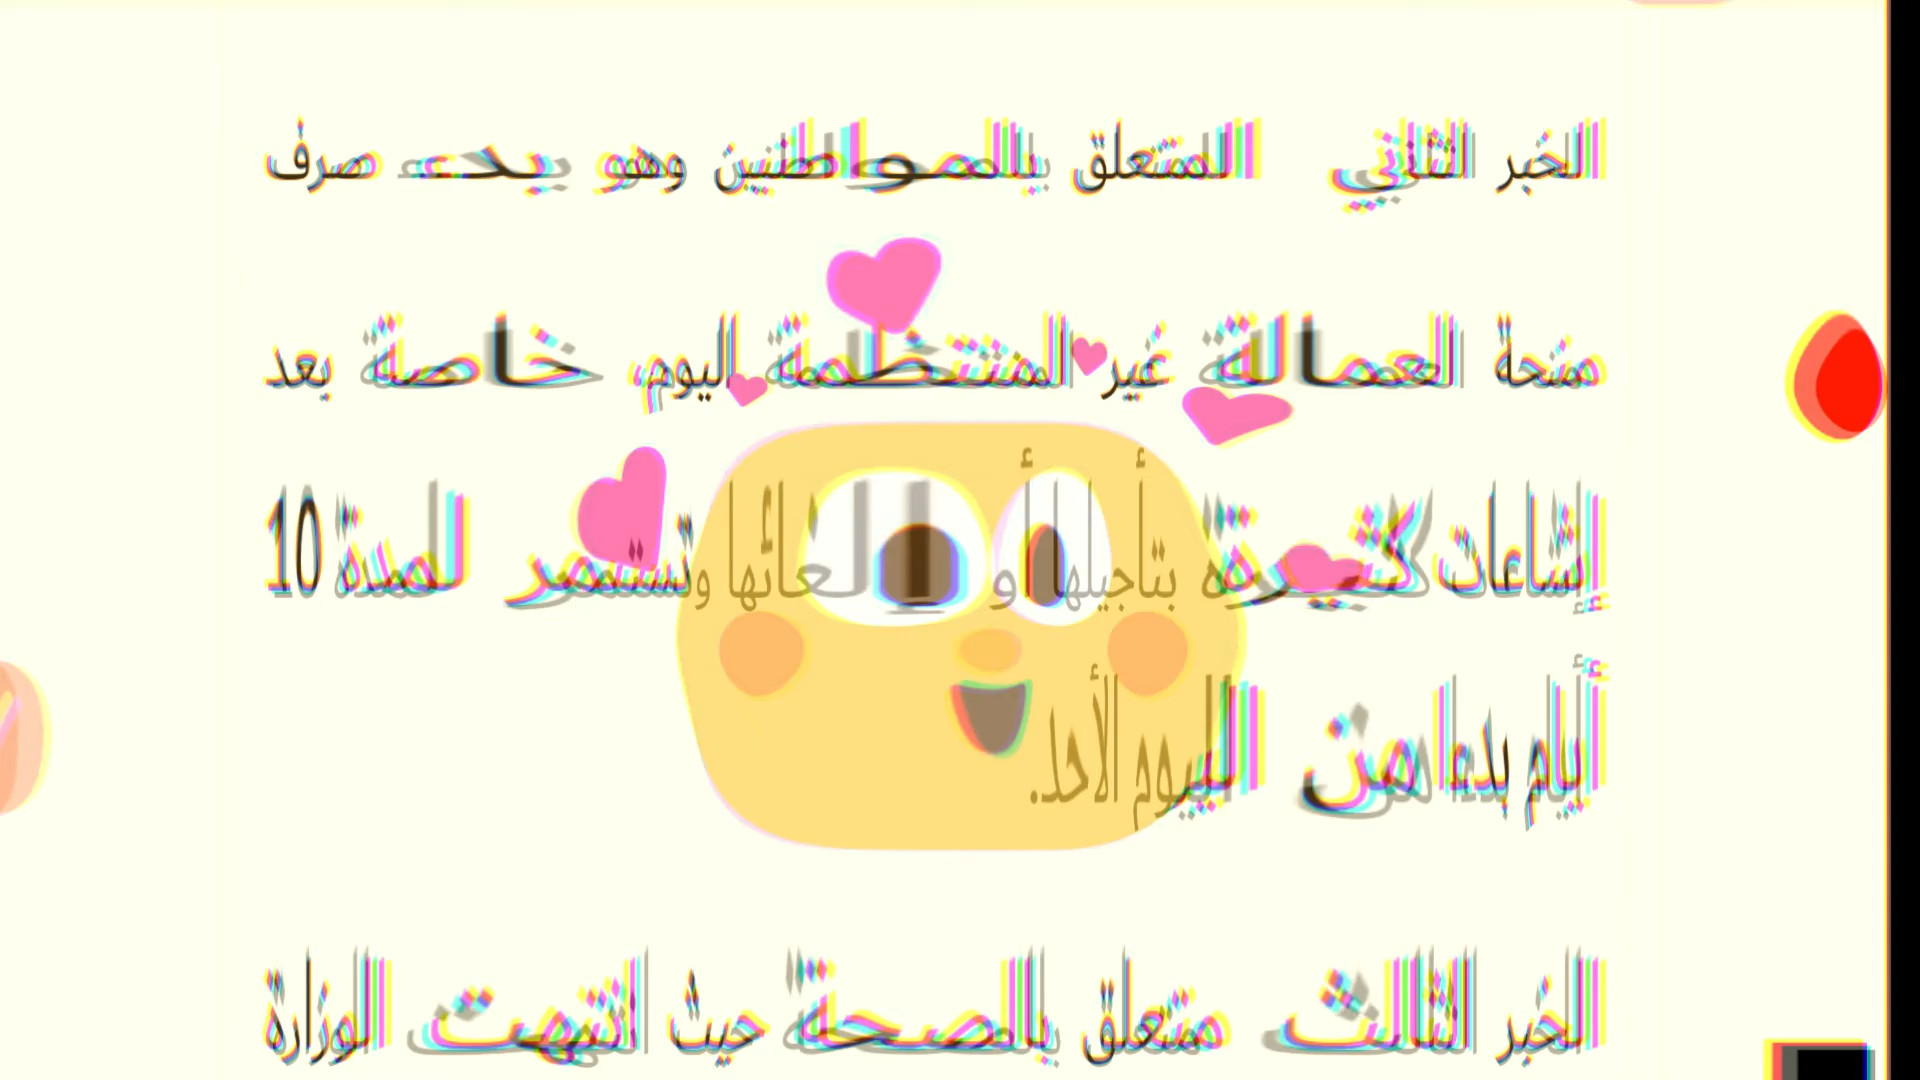 الخبر الثاني المتعلق بالمواطنين وهو بدء صرف
منحة العمالة غير المنتظمة اليوم، خاصة بعد
إشاعات كثيرة بتأجيلها أو إلغائها وتستمر لمدة 10
أيام بدءا من اليوم الأحد.
الخبر الثالث متعلق بالصحة حيث انتهت الوزارة